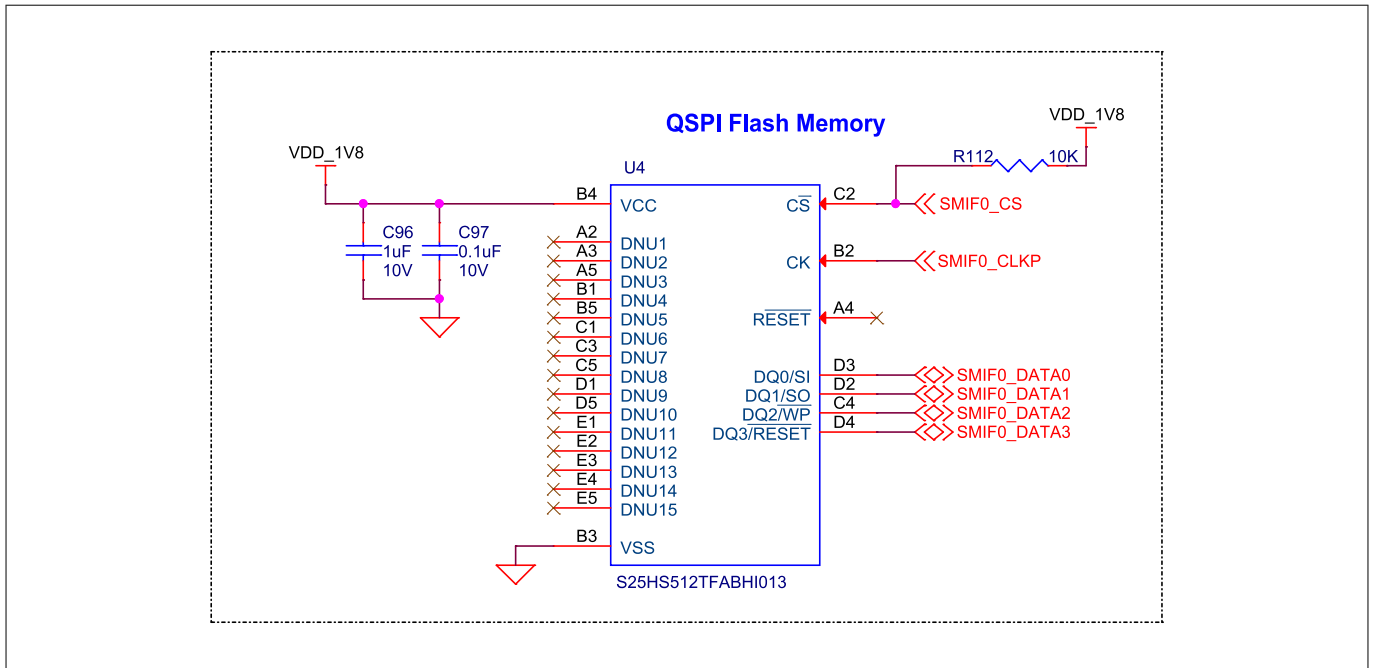 QSPI Flash Memory
VDD_1V8
VDD_1V8
R112 10K
U4
B4 VCC
CS C2 SMIF0_CS
C96
1uF
10V
C97
0.1uF
10V
A2 DNU1
A3 DNU2
A5 DNU3
B1 DNU4
B5 DNU5
C1 DNU6
C3 DNU7
C5 DNU8
D1 DNU9
D5 DNU10
E1 DNU11
E2 DNU12
E3 DNU13
E4 DNU14
E5 DNU15
B3 VSS
CK B2 SMIF0_CLKP
RESET A4
DQ0/SI D3 SMIF0_DATA0
DQ1/SO D2 SMIF0_DATA1
DQ2/WP C4 SMIF0_DATA2
DQ3/RESET D4 SMIF0_DATA3
S25HS512TFABHI013